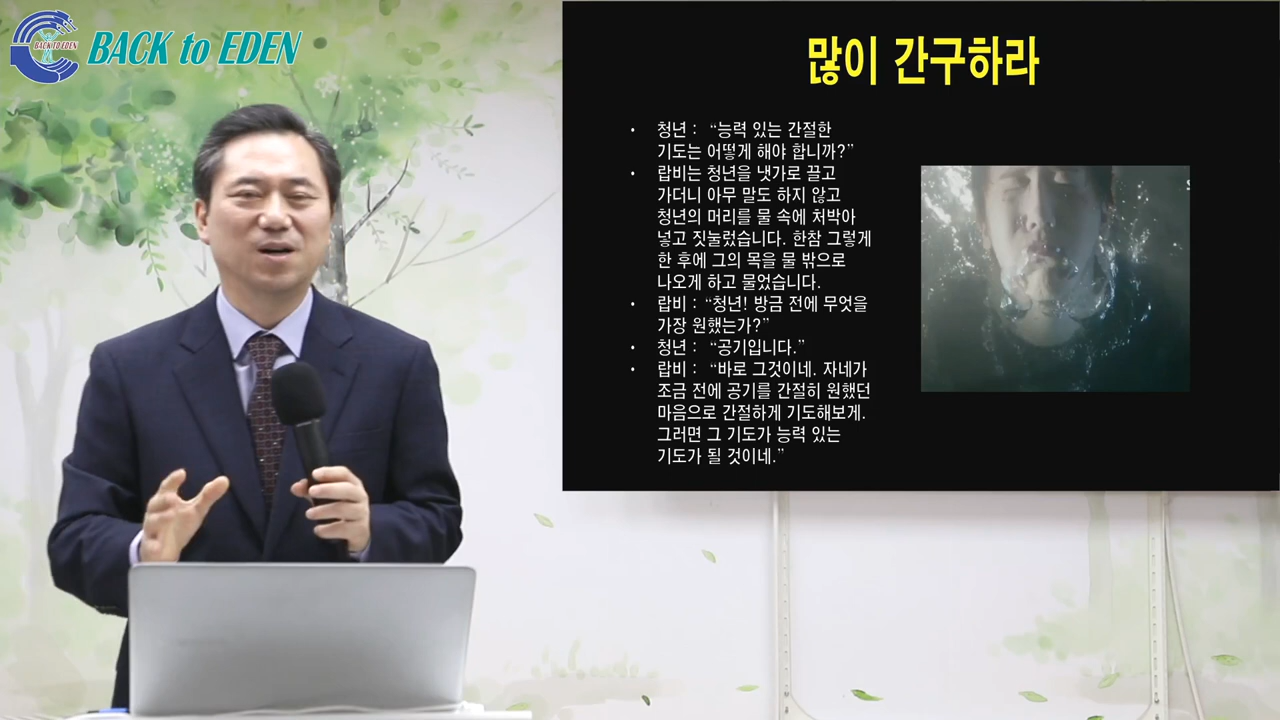 BACK TO EDEN
BACK to EDEN
많이 간구하라
• 청년 : “능력 있는 간절한
기도는 어떻게 해야 합니까?”
• 랍비는 청년을 냇가로 끌고
가더니 아무 말도 하지 않고
청년의 머리를 물 속에 처박아
넣고 짓눌렀습니다. 한참 그렇게
한 후에 그의 목을 물 밖으로
나오게 하고 물었습니다.
• 랍비 : “청년! 방금 전에 무엇을
가장 원했는가?”
• 청년 : “공기입니다.”
• 랍비 : “바로 그것이네. 자네가
조금 전에 공기를 간절히 원했던
마음으로 간절하게 기도해보게.
그러면 그 기도가 능력 있는
기도가 될 것이네.”